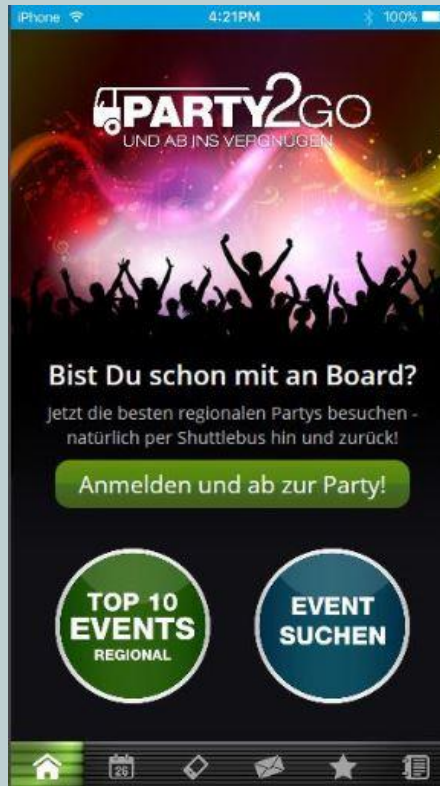 iPhone 4:21PM 100%
PARTY2GO
UND AB INS VERGNÜGEN
Bist Du schon mit an Board?
Jetzt die besten regionalen Partys besuchen -
natürlich per Shuttlebus hin und zurück!
Anmelden und ab zur Party!
TOP 10
EVENTS
REGIONAL
EVENT
SUCHEN
26